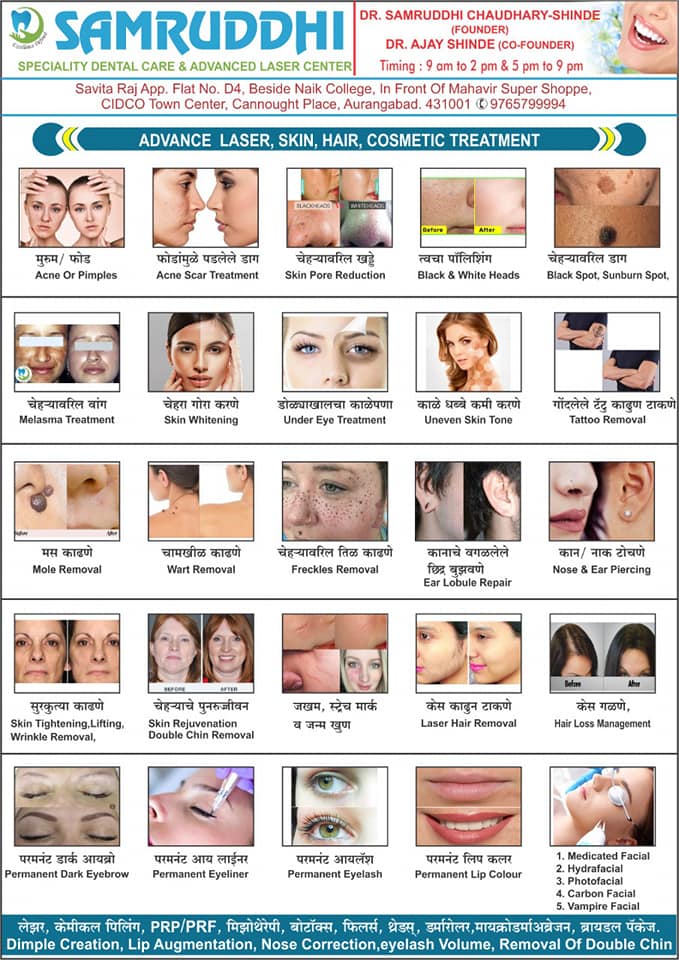 SAMRUDDHI
SPECIALITY DENTAL CARE & ADVANCED LASER CENTER
DR. SAMRUDDHI CHAUDHARY-SHINDE
(FOUNDER)
DR. AJAY SHINDE (CO-FOUNDER)
Timing : 9 am to 2 pm & 5 pm to 9 pm
Savita Raj App. Flat No. D4, Beside Naik College, In Front Of Mahavir Super Shoppe,
CIDCO Town Center, Cannought Place, Aurangabad. 431001 ✆9765799994
ADVANCE LASER, SKIN, HAIR, COSMETIC TREATMENT
मुरुम/ फोड
Acne Or Pimples
फोडांमुळे पडलेले डाग
Acne Scar Treatment
BLACKHEADS WHITEHEADS
चेहऱ्यावरिल खड्डे
Skin Pore Reduction
Before After
त्वचा पॉलिशिंग
Black & White Heads
चेहऱ्यावरिल डाग
Black Spot, Sunburn Spot,
चेहऱ्यावरिल वांग
Melasma Treatment
चेहरा गोरा करणे
Skin Whitening
डोळ्याखालचा काळेपणा
Under Eye Treatment
काळे धब्बे कमी करणे
Uneven Skin Tone
गोंदलेले टॅटु काढुण टाकणे
Tattoo Removal
Before After
मस काढणे
Mole Removal
चामखीळ काढणे
Wart Removal
चेहऱ्यावरिल तिळ काढणे
Freckles Removal
कानाचे वगळलेले
छिद्र बुझवणे
Ear Lobule Repair
कान/ नाक टोचणे
Nose & Ear Piercing
सुरकुत्या काढणे
Skin Tightening,Lifting,
Wrinkle Removal,
BEFORE AFTER
चेहऱ्याचे पुनरुज्जीवन
Skin Rejuvenation
Double Chin Removal
जखम, स्ट्रेच मार्क
व जन्म खुण
केस काढुन टाकणे
Laser Hair Removal
Before After
केस गळणे,
Hair Loss Management
परमनंट डार्क आयब्रो
Permanent Dark Eyebrow
परमनंट आय लाईनर
Permanent Eyeliner
परमनंट आयलॅश
Permanent Eyelash
परमनंट लिप कलर
Permanent Lip Colour
1. Medicated Facial
2. Hydrafacial
3. Photofacial
4. Carbon Facial
5. Vampire Facial
लेझर, केमीकल पिलिंग, PRP/PRF, मिझोथेरेपी, बोटॉक्स, फिलर्स, थ्रेडस्, डर्मारोलर,मायक्रोडर्माअब्रेजन, ब्रायडल पॅकेज.
Dimple Creation, Lip Augmentation, Nose Correction,eyelash Volume, Removal Of Double Chin